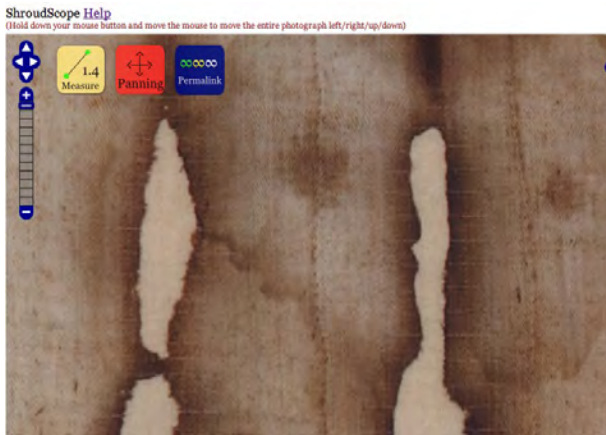 ShroudScope Help
(Hold down your mouse button and move the mouse to move the entire photograph left/right/up/down)
1.4
Measure
Panning
Permalink